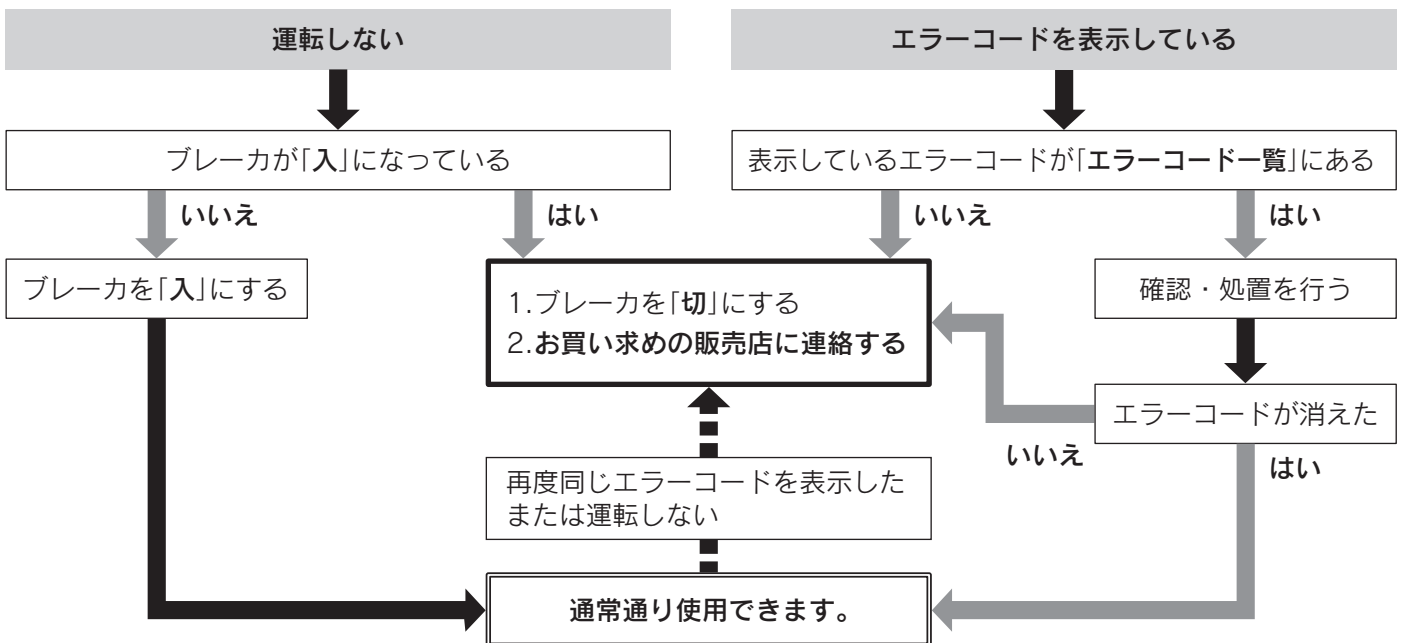 運転しない
エラーコードを表示している
ブレーカが「入」になっている
表示しているエラーコードが「エラーコード一覧」にある
いいえ
はい
いいえ
はい
ブレーカを「入」にする
1.ブレーカを「切」にする
2.お買い求めの販売店に連絡する
確認・処置を行う
エラーコードが消えた
いいえ
はい
再度同じエラーコードを表示した
または運転しない
通常通り使用できます。